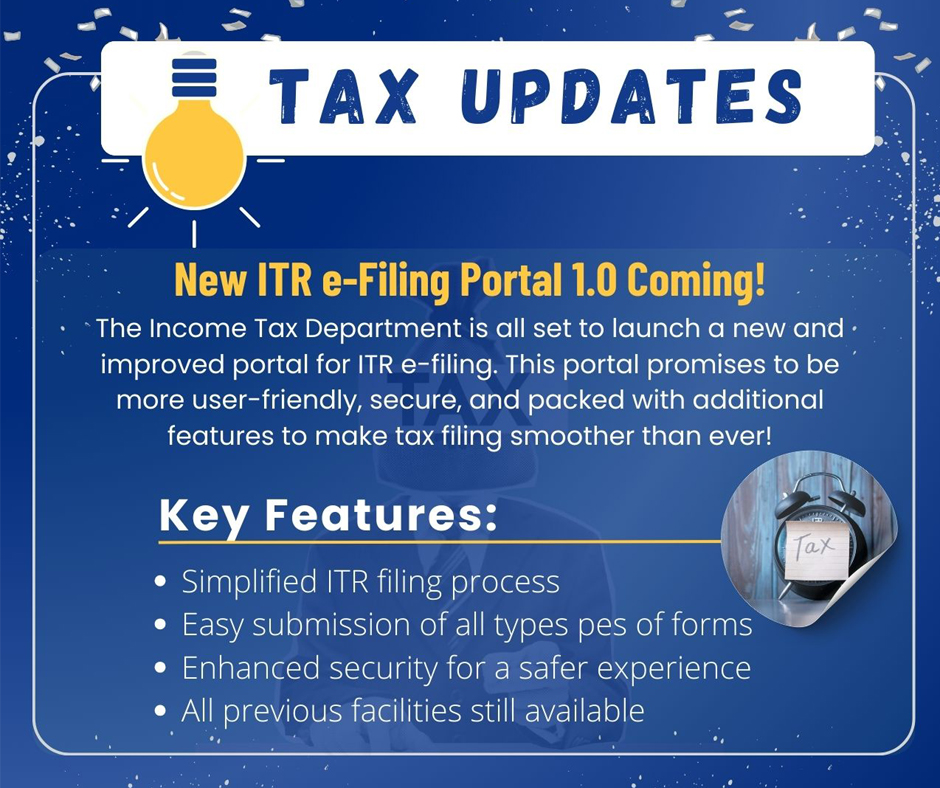 TAX UPDATES
New ITR e-Filing Portal 1.0 Coming!
The Income Tax Department is all set to launch a new and
improved portal for ITR e-filing. This portal promises to be
more user-friendly, secure, and packed with additional
features to make tax filing smoother than ever!
TAX
Key Features:
Tax
• Simplified ITR filing process
• Easy submission of all types pes of forms
• Enhanced security for a safer experience
• All previous facilities still available